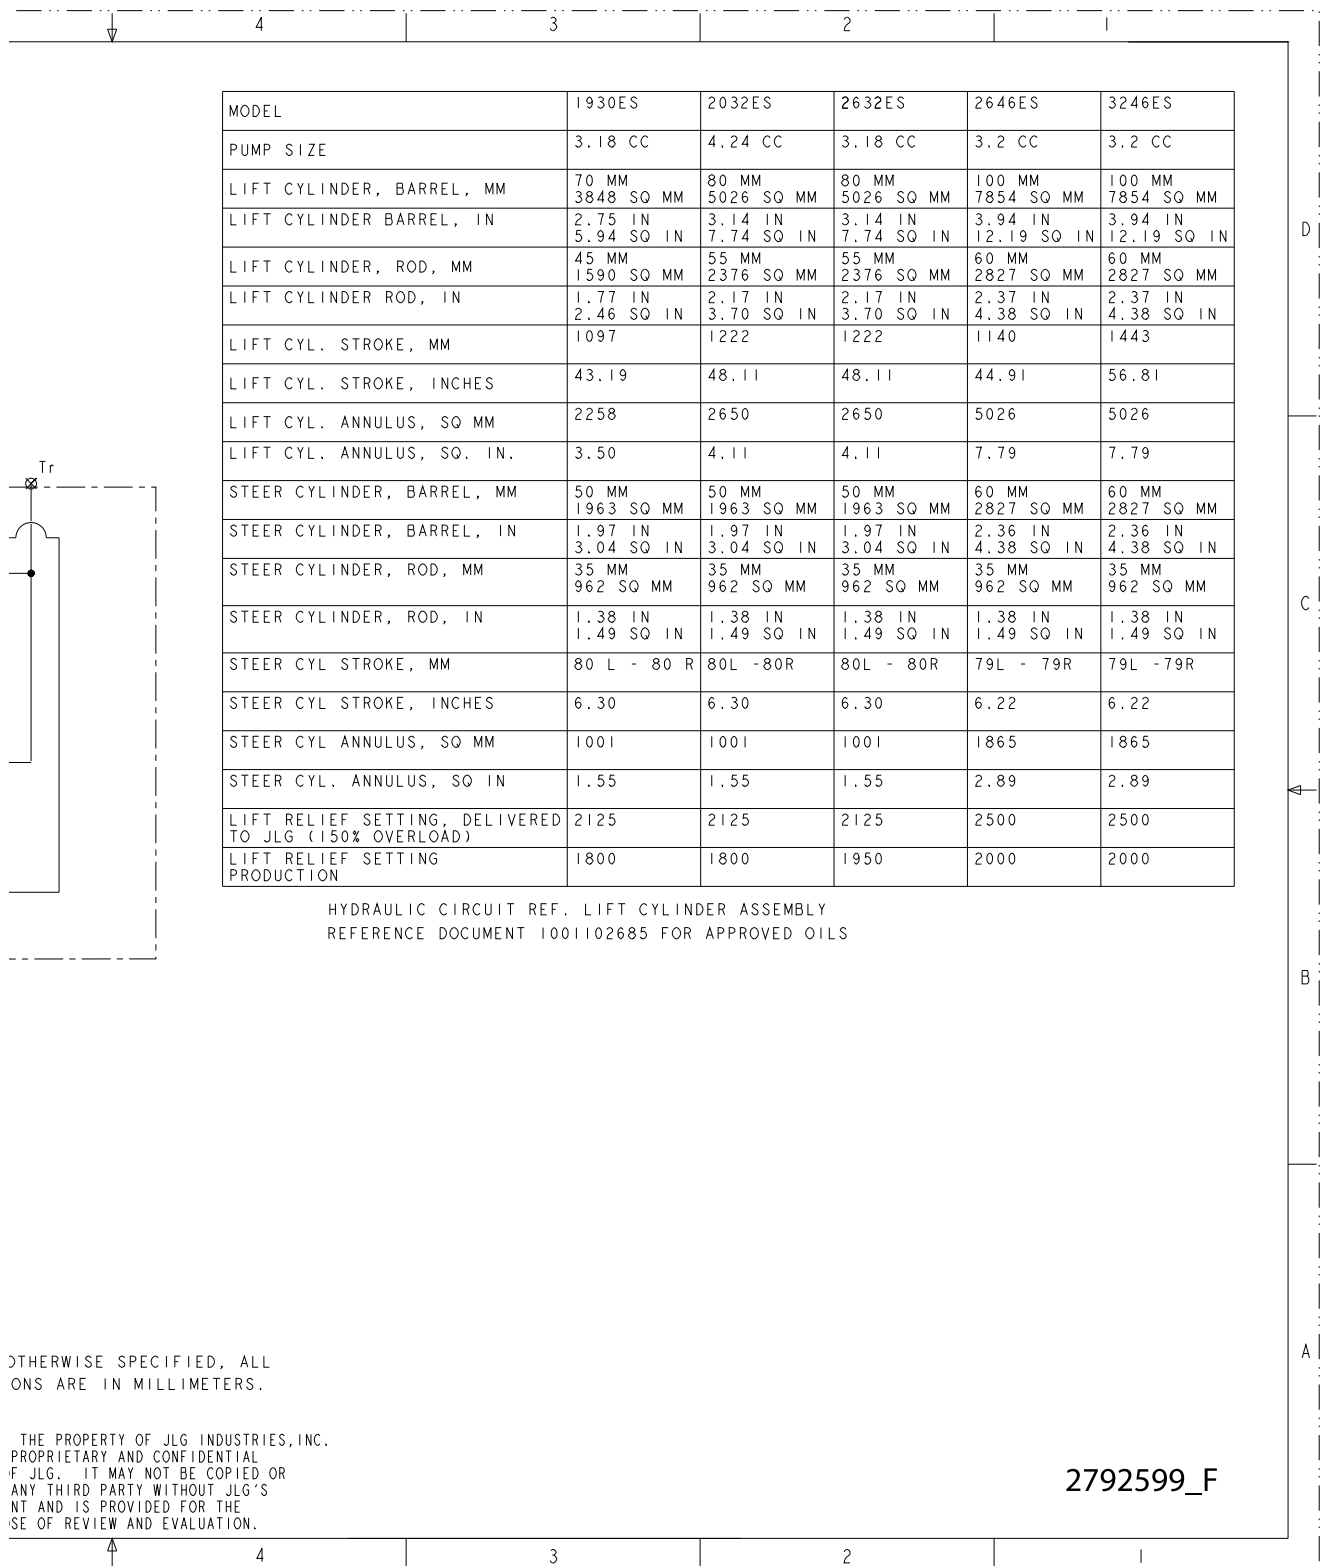 4 3 2 1
MODEL 1930ES 2032ES 2632ES 2646ES 3246ES
PUMP SIZE 3.18 CC 4.24 CC 3.18 CC 3.2 CC 3.2 CC
LIFT CYLINDER, BARREL, MM 70 MM 80 MM 80 MM 100 MM 100 MM
3848 SQ MM 5026 SQ MM 5026 SQ MM 7854 SQ MM 7854 SQ MM
LIFT CYLINDER BARREL, IN 2.75 IN 3.14 IN 3.14 IN 3.94 IN 3.94 IN
5.94 SQ IN 7.74 SQ IN 7.74 SQ IN 12.19 SQ IN 12.19 SQ IN
D
LIFT CYLINDER, ROD, MM 45 MM 55 MM 55 MM 60 MM 60 MM
1590 SQ MM 2376 SQ MM 2376 SQ MM 2827 SQ MM 2827 SQ MM
LIFT CYLINDER ROD, IN 1.77 IN 2.17 IN 2.17 IN 2.37 IN 2.37 IN
2.46 SQ IN 3.70 SQ IN 3.70 SQ IN 4.38 SQ IN 4.38 SQ IN
LIFT CYL. STROKE, MM 1097 1222 1222 1140 1443
LIFT CYL. STROKE, INCHES 43.19 48.11 48.11 44.91 56.81
LIFT CYL. ANNULUS, SQ MM 2258 2650 2650 5026 5026
LIFT CYL. ANNULUS, SQ. IN. 3.50 4.11 4.11 7.79 7.79
Tr
STEER CYLINDER, BARREL, MM 50 MM 50 MM 50 MM 60 MM 60 MM
1963 SQ MM 1963 SQ MM 1963 SQ MM 2827 SQ MM 2827 SQ MM
STEER CYLINDER, BARREL, IN 1.97 IN 1.97 IN 1.97 IN 2.36 IN 2.36 IN
3.04 SQ IN 3.04 SQ IN 3.04 SQ IN 4.38 SQ IN 4.38 SQ IN
STEER CYLINDER, ROD, MM 35 MM 35 MM 35 MM 35 MM 35 MM
962 SQ MM 962 SQ MM 962 SQ MM 962 SQ MM 962 SQ MM
C
STEER CYLINDER, ROD, IN 1.38 IN 1.38 IN 1.38 IN 1.38 IN 1.38 IN
1.49 SQ IN 1.49 SQ IN 1.49 SQ IN 1.49 SQ IN 1.49 SQ IN
STEER CYL STROKE, MM 80 L - 80 R 80L -80R 80L - 80R 79L - 79R 79L -79R
STEER CYL STROKE, INCHES 6.30 6.30 6.30 6.22 6.22
STEER CYL ANNULUS, SQ MM 1001 1001 1001 1865 1865
STEER CYL. ANNULUS, SQ IN 1.55 1.55 1.55 2.89 2.89
LIFT RELIEF SETTING, DELIVERED 2125 2125 2125 2500 2500
TO JLG (150% OVERLOAD)
LIFT RELIEF SETTING 1800 1800 1950 2000 2000
PRODUCTION
HYDRAULIC CIRCUIT REF. LIFT CYLINDER ASSEMBLY
REFERENCE DOCUMENT 1001102685 FOR APPROVED OILS
B
A
OTHERWISE SPECIFIED, ALL
ONS ARE IN MILLIMETERS.
THE PROPERTY OF JLG INDUSTRIES,INC.
PROPRIETARY AND CONFIDENTIAL
F JLG. IT MAY NOT BE COPIED OR
ANY THIRD PARTY WITHOUT JLG'S
NT AND IS PROVIDED FOR THE
SE OF REVIEW AND EVALUATION.
2792599_F
4 3 2 1